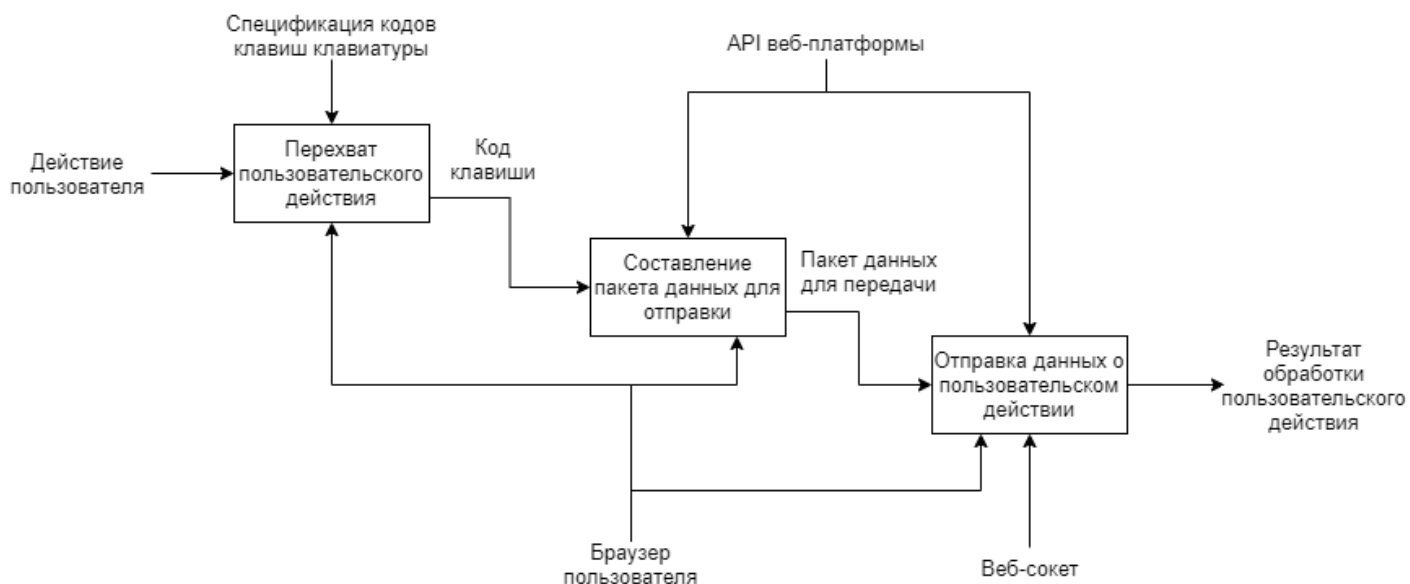 Спецификация кодов
клавиш клавиатуры
API веб-платформы
Действие
пользователя
Перехват
пользовательского
действия
Код
клавиши
Составление
пакета данных для
отправки
Пакет данных
для передачи
Отправка данных о
пользовательском
действии
Результат
обработки
пользовательского
действия
Браузер
пользователя
Веб-сокет